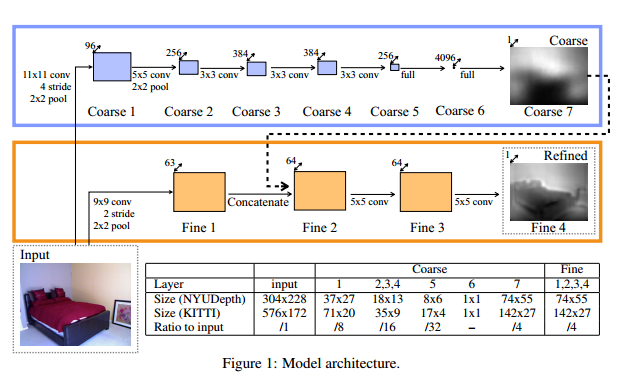 Coarse
96
256
384
384
256
4096
1
11x11 conv
4 stride
2x2 pool
5x5 conv
2x2 pool
3x3 conv
3x3 conv
3x3 conv
full
full
Coarse 1
Coarse 2
Coarse 3
Coarse 4
Coarse 5
Coarse 6
Coarse 7
Refined
63
64
64
1
9x9 conv
2 stride
2x2 pool
Concatenate
5x5 conv
5x5 conv
Fine 1
Fine 2
Fine 3
Fine 4
Input
Coarse Fine
Layer input 1 2,3,4 5 6 7 1,2,3,4
Size (NYUDepth) 304x228 37x27 18x13 8x6 1x1 74x55 74x55
Size (KITTI) 576x172 71x20 35x9 17x4 1x1 142x27 142x27
Ratio to input /1 /8 /16 /32 – /4 /4
Figure 1: Model architecture.